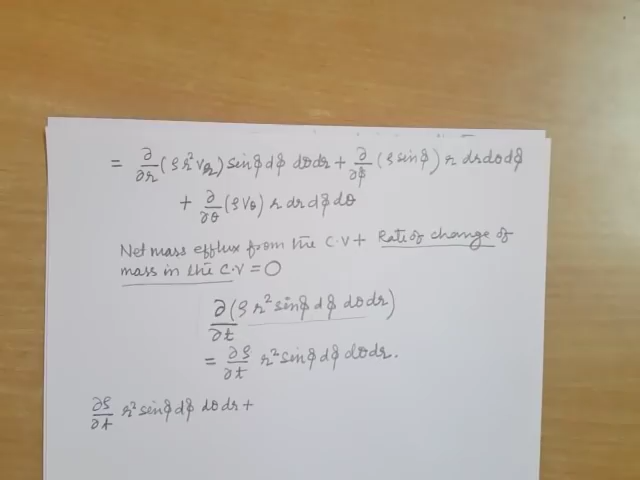 = ∂/∂r (ρ r² V_r) sinφ dφ dθ dr + ∂/∂φ (ρ sinφ) r dr dθ dφ
+ ∂/∂θ (ρ V_θ) r dr dφ dθ
Net mass efflux from the C.V + Rate of change of
mass in the C.V = 0
∂/∂t (ρ r² sinφ dφ dθ dr)
= ∂ρ/∂t r² sinφ dφ dθ dr.
∂ρ/∂t r² sinφ dφ dθ dr +